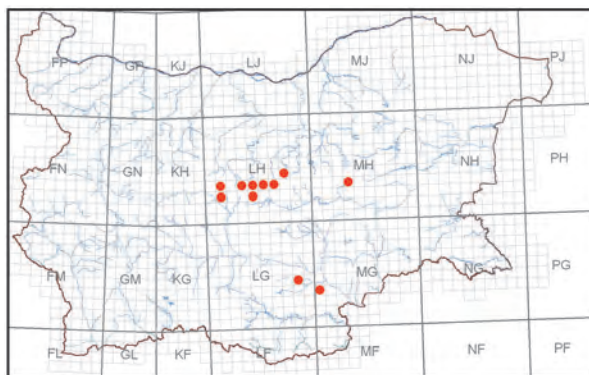 FP GP KJ LJ MJ NJ PJ
FN GN KH LH MH NH PH
FM GM KG LG MG NG PG
FL GL KF LF MF NF PF